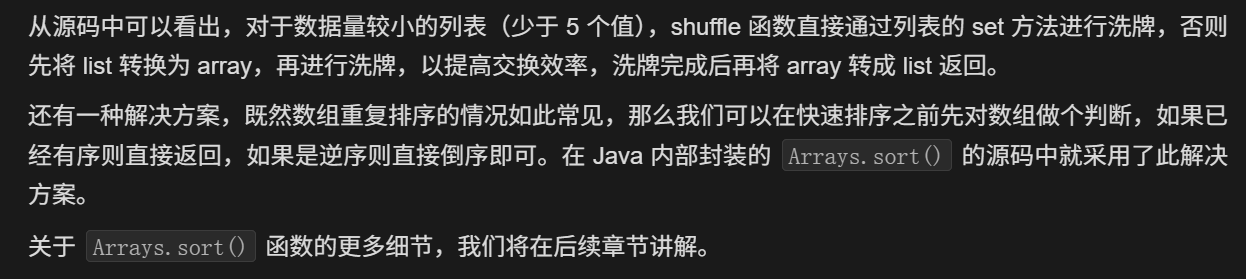 从源码中可以看出，对于数据量较小的列表（少于 5 个值），shuffle 函数直接通过列表的 set 方法进行洗牌，否则
先将 list 转换为 array，再进行洗牌，以提高交换效率，洗牌完成后再将 array 转成 list 返回。
还有一种解决方案，既然数组重复排序的情况如此常见，那么我们可以在快速排序之前先对数组做个判断，如果已
经有序则直接返回，如果是逆序则直接倒序即可。在 Java 内部封装的 Arrays.sort() 的源码中就采用了此解决
方案。
关于 Arrays.sort() 函数的更多细节，我们将在后续章节讲解。